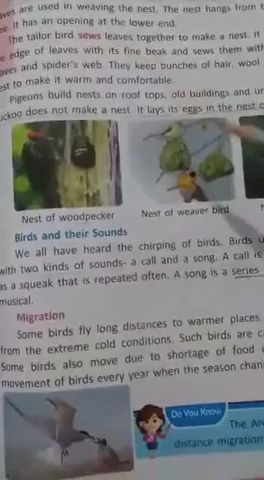 are used in weaving the nest. The nest hangs from
It has an opening at the lower end.
The tailor bird sews leaves together to make a nest. It
edge of leaves with its fine beak and sews them with
and spider's web. They keep bunches of hair, wool
to make it warm and comfortable.
Pigeons build nests on roof tops, old buildings and
does not make a nest. It lays its eggs in the nest
Nest of woodpecker
Nest of weaver bird
Birds and their Sounds
We all have heard the chirping of birds. Birds
with two kinds of sounds- a call and a song. A call is
as a squeak that is repeated often. A song is a series
musical.
Migration
Some birds fly long distances to warmer places
from the extreme cold conditions. Such birds are
Some birds also move due to shortage of food
movement of birds every year when the season
Do You Know
The
distance migration